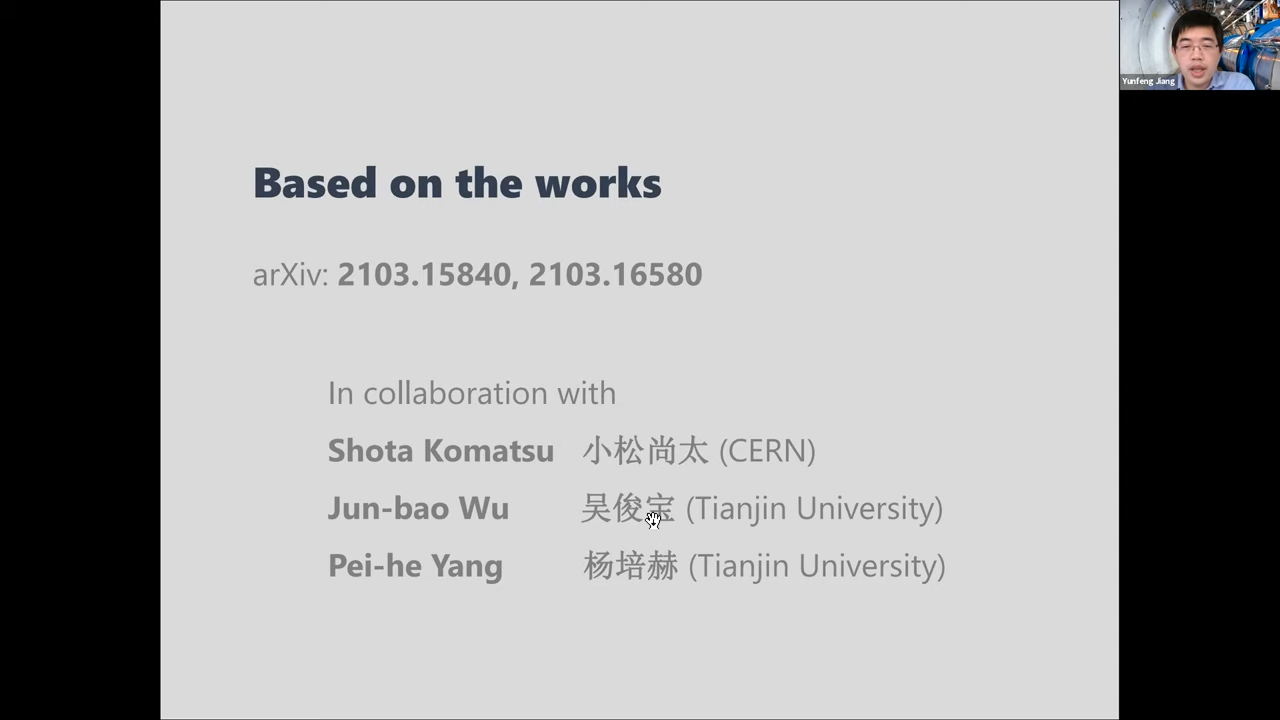 Yunfeng Jiang
Based on the works
arXiv: 2103.15840, 2103.16580
In collaboration with
Shota Komatsu 小松尚太 (CERN)
Jun-bao Wu 吴俊宝 (Tianjin University)
Pei-he Yang 杨培赫 (Tianjin University)